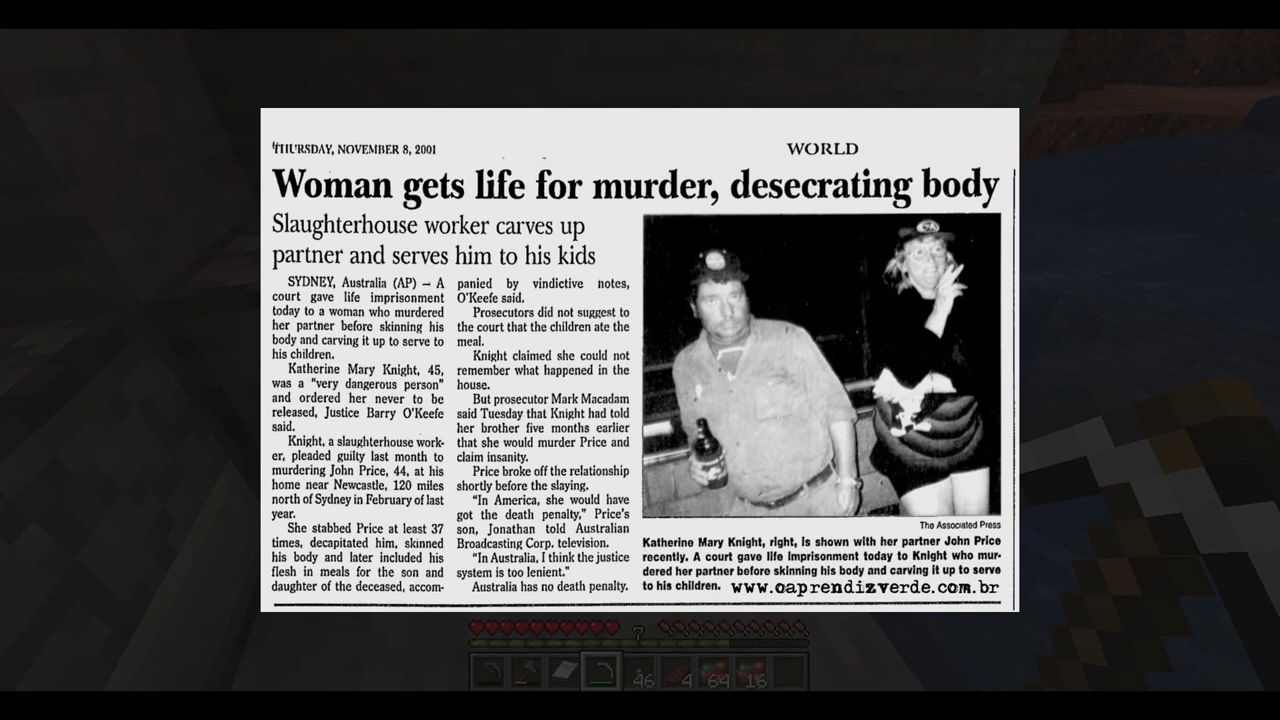 THURSDAY, NOVEMBER 8, 2001
WORLD
Woman gets life for murder, desecrating body
Slaughterhouse worker carves up
partner and serves him to his kids
SYDNEY, Australia (AP) – A
court gave life imprisonment
today to a woman who murdered
her partner before skinning his
body and carving it up to serve to
his children.
Katherine Mary Knight, 45,
was a "very dangerous person"
and ordered her never to be
released, Justice Barry O'Keefe
said.
Knight, a slaughterhouse work-
er, pleaded guilty last month to
murdering John Price, 44, at his
home near Newcastle, 120 miles
north of Sydney in February of last
year.
She stabbed Price at least 37
times, decapitated him, skinned
his body and later included his
flesh in meals for the son and
daughter of the deceased, accom-
panied by vindictive notes,
O'Keefe said.
Prosecutors did not suggest to
the court that the children ate the
meal.
Knight claimed she could not
remember what happened in the
house.
But prosecutor Mark Macadam
said Tuesday that Knight had told
her brother five months earlier
that she would murder Price and
claim insanity.
Price broke off the relationship
shortly before the slaying.
"In America, she would have
got the death penalty," Price's
son, Jonathan told Australian
Broadcasting Corp. television.
"In Australia, I think the justice
system is too lenient."
Australia has no death penalty.
The Associated Press
Katherine Mary Knight, right, is shown with her partner John Price
recently. A court gave life imprisonment today to Knight who mur-
dered her partner before skinning his body and carving it up to serve
to his children.
www.oaprendizverde.com.br
7
46
4
64
16